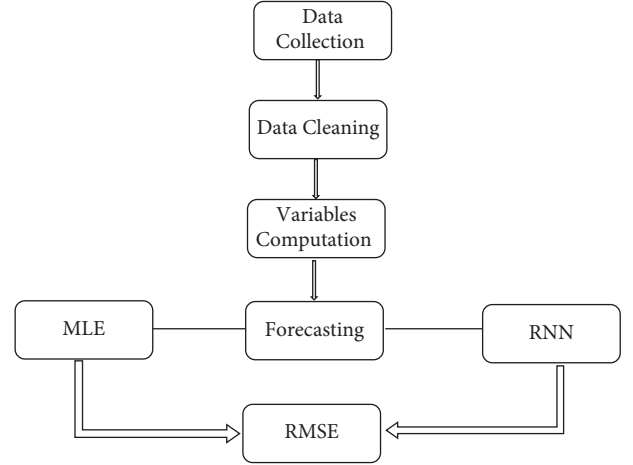 Data
Collection
Data Cleaning
Variables
Computation
MLE
Forecasting
RNN
RMSE